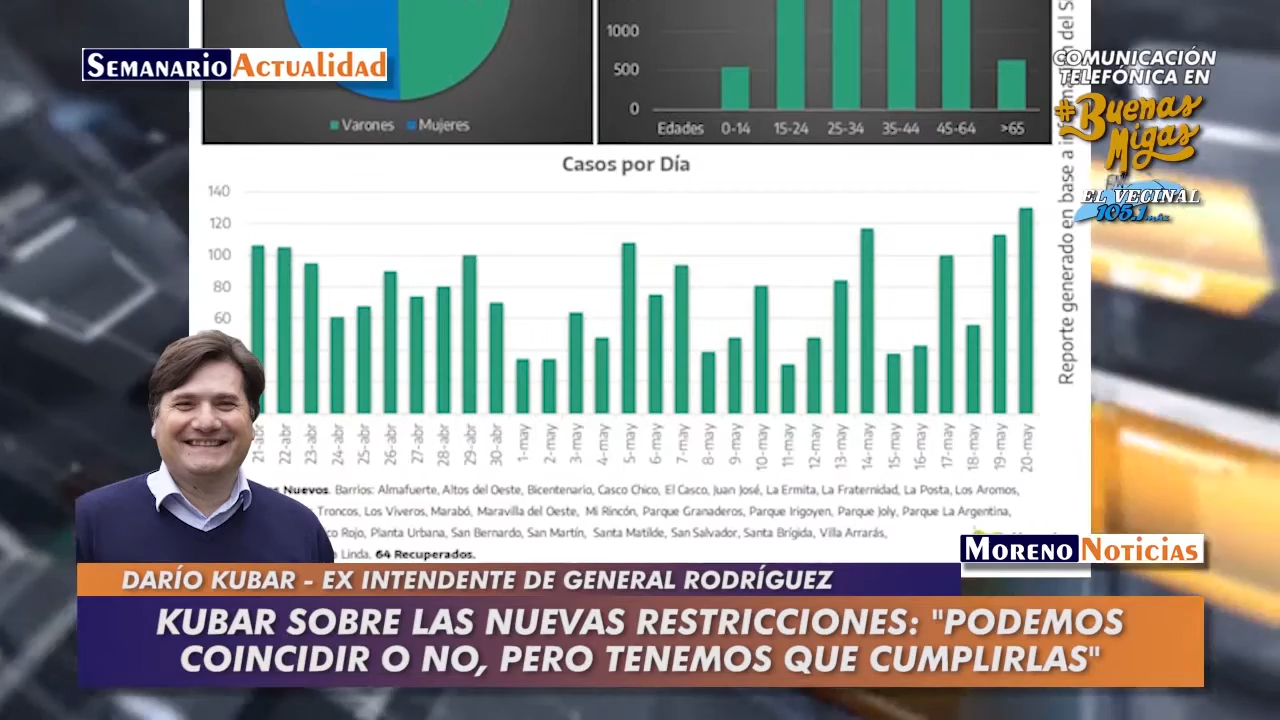 SEMANARIO ACTUALIDAD
COMUNICACIÓN
TELEFÓNICA EN
#Buenas
Migas
FM
EL VECINAL
105.1 mhz
1000
500
0
Varones Mujeres
Edades 0-14 15-24 25-34 35-44 45-64 >65
Casos por Día
140
120
100
80
60
21-abr 22-abr 23-abr 24-abr 25-abr 26-abr 27-abr 28-abr 29-abr 30-abr 1-may 2-may 3-may 4-may 5-may 6-may 7-may 8-may 9-may 10-may 11-may 12-may 13-may 14-may 15-may 16-may 17-may 18-may 19-may 20-may
Reporte generado en base a
Nuevos. Barrios: Almafuerte, Altos del Oeste, Bicentenario, Casco Chico, El Casco, Juan José, La Ermita, La Fraternidad, La Posta, Los Aromos,
Troncos, Los Viveros, Marabó, Maravilla del Oeste, Mi Rincón, Parque Granaderos, Parque Irigoyen, Parque Joly, Parque La Argentina,
Rojo, Planta Urbana, San Bernardo, San Martín, Santa Matilde, San Salvador, Santa Brígida, Villa Arrarás,
Linda. 64 Recuperados.
MORENO NOTICIAS
DARÍO KUBAR - EX INTENDENTE DE GENERAL RODRÍGUEZ
KUBAR SOBRE LAS NUEVAS RESTRICCIONES: "PODEMOS
COINCIDIR O NO, PERO TENEMOS QUE CUMPLIRLAS"